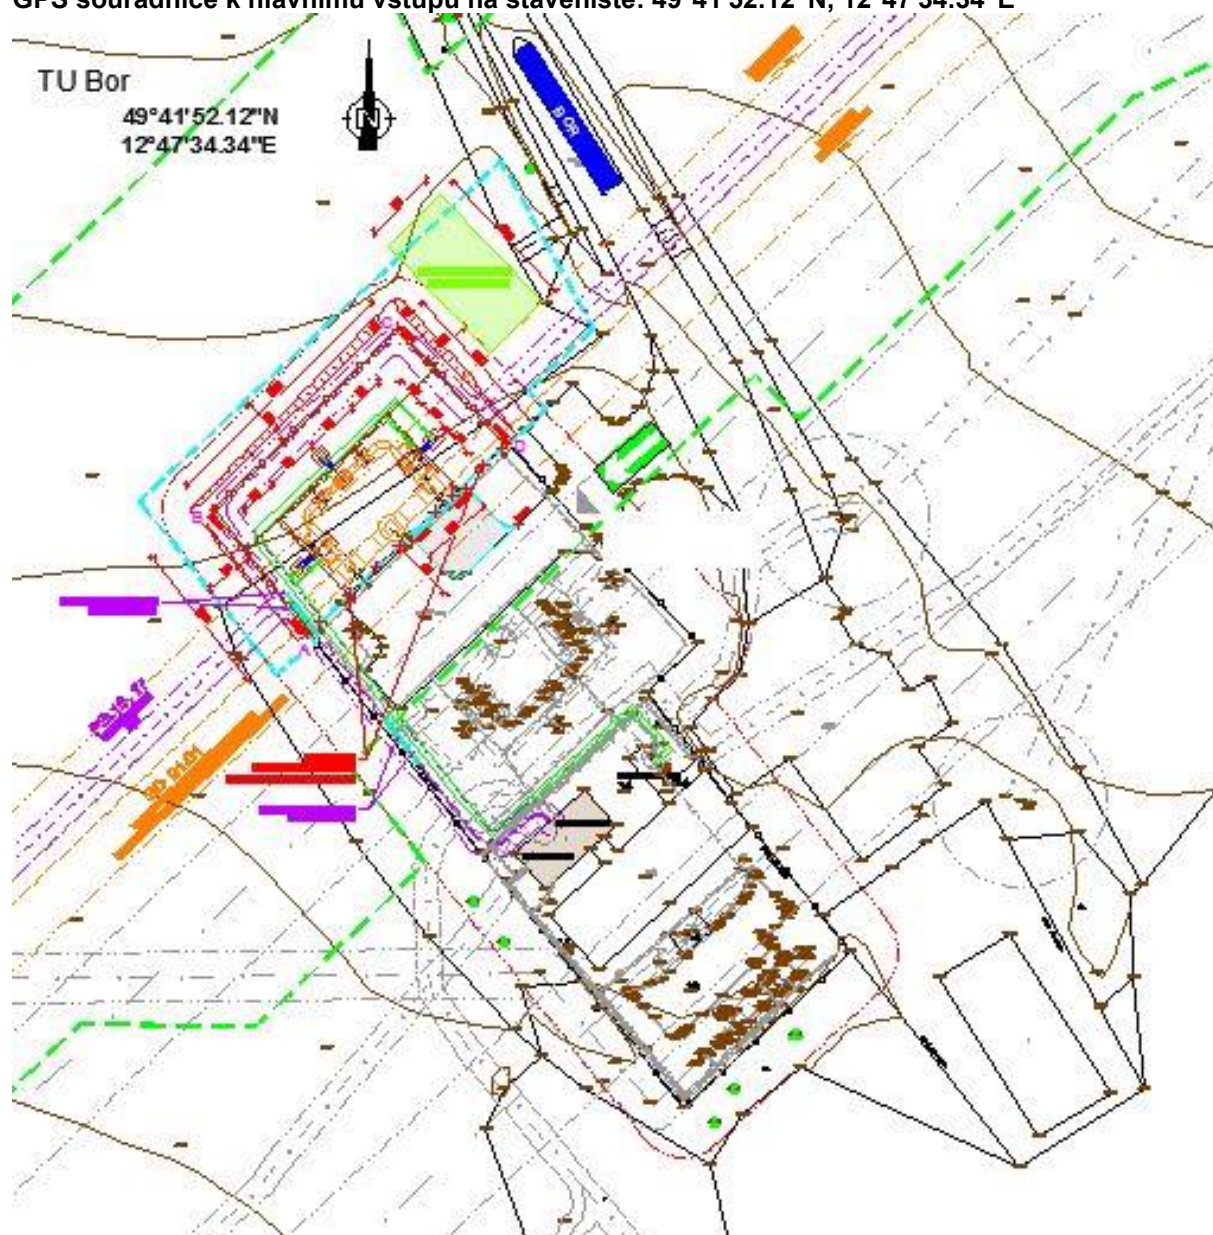 GPS souřadnice k hlavnímu vstupu na staveniště: 49°41'52.12"N, 12°47'34.34"E
TU Bor
49°41'52.12"N
12°47'34.34"E
N
BOR
C
D
B
A